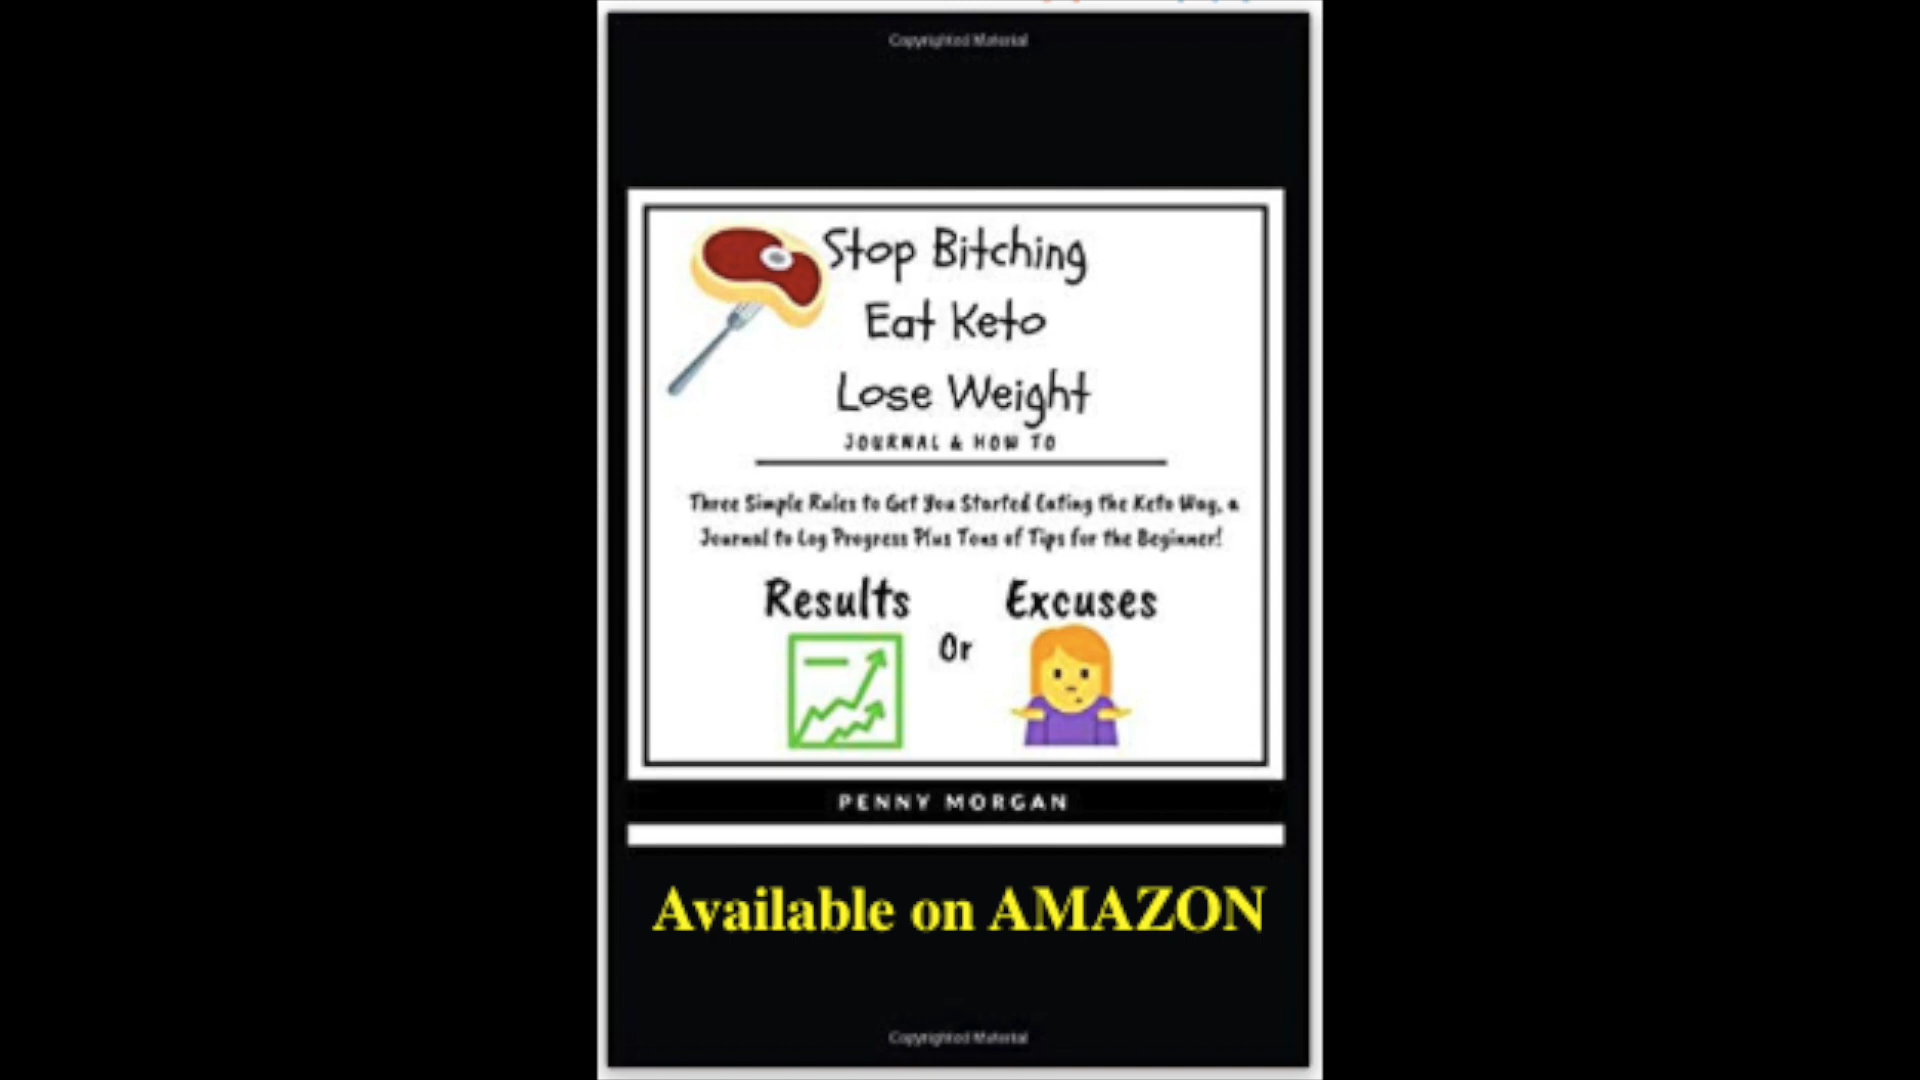 Copyrighted Material
Stop Bitching
Eat Keto
Lose Weight
JOURNAL & HOW TO
Three Simple Rules to Get You Started Eating the Keto Way, a
Journal to Log Progress Plus Tons of Tips for the Beginner!
Results
Excuses
Or
PENNY MORGAN
Available on AMAZON
Copyrighted Material